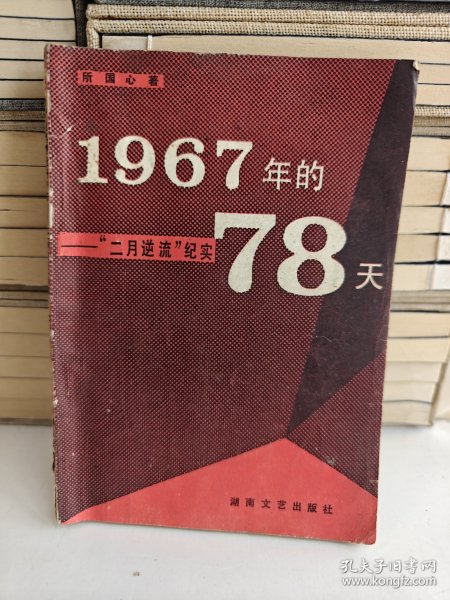 所国心著
1967年的
——“二月逆流”纪实
78天
湖南文艺出版社
孔夫子旧书网
www.kongfz.com